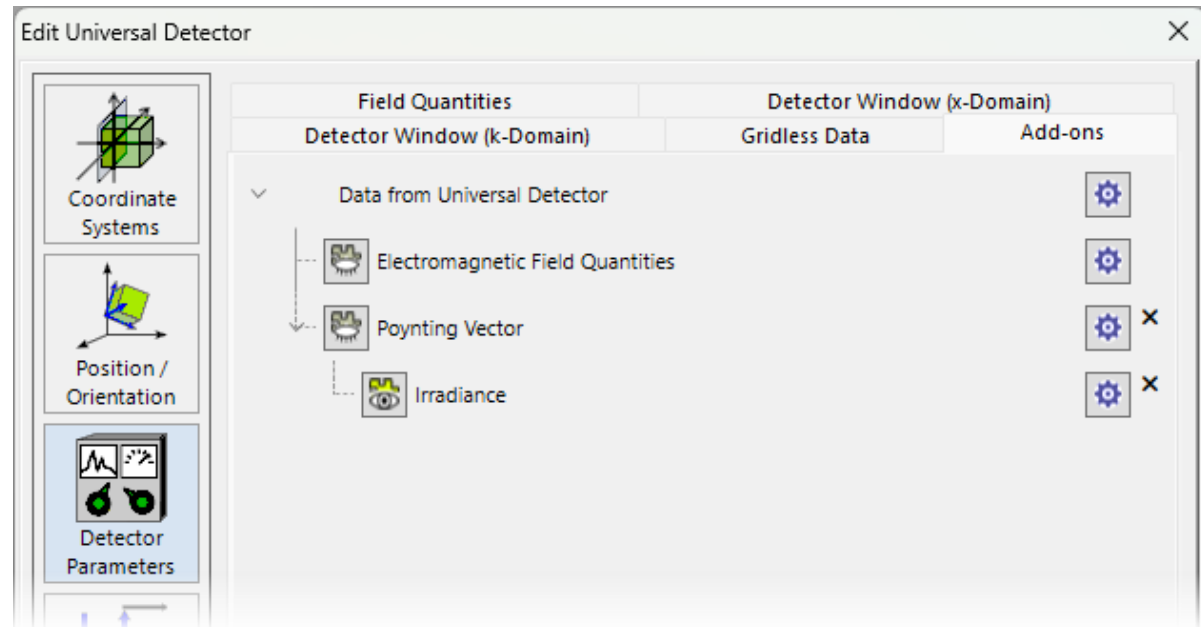 Edit Universal Detector
Field Quantities
Detector Window (x-Domain)
Detector Window (k-Domain)
Gridless Data
Add-ons
Coordinate
Systems
Position /
Orientation
Detector
Parameters
Data from Universal Detector
Electromagnetic Field Quantities
Poynting Vector
Irradiance